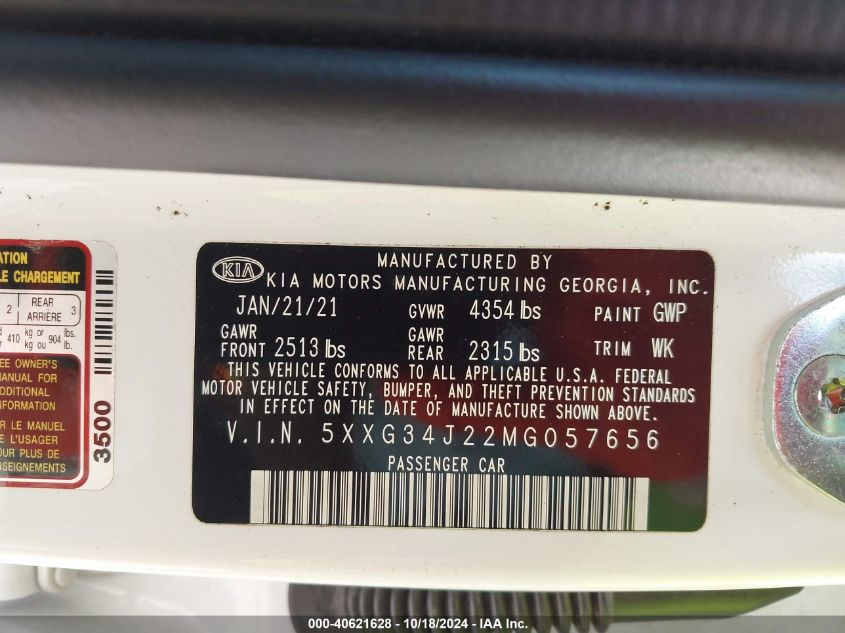 ATION
LE CHARGEMENT
2 REAR ARRIÈRE 3
410 kg or kg ou 904 lbs. lb.
EE OWNER'S
MANUAL FOR
ADDITIONAL
INFORMATION
R LE MANUEL
E L'USAGER
OUR PLUS DE
NSEIGNEMENTS
3500
KIA
MANUFACTURED BY
KIA MOTORS MANUFACTURING GEORGIA, INC.
JAN/21/21 GVWR 4354 lbs PAINT GWP
GAWR FRONT 2513 lbs GAWR REAR 2315 lbs TRIM WK
THIS VEHICLE CONFORMS TO ALL APPLICABLE U.S.A. FEDERAL
MOTOR VEHICLE SAFETY, BUMPER, AND THEFT PREVENTION STANDARDS
IN EFFECT ON THE DATE OF MANUFACTURE SHOWN ABOVE.
V.I.N. 5XXG34J22MG057656
PASSENGER CAR
000-40621628 - 10/18/2024 - IAA Inc.